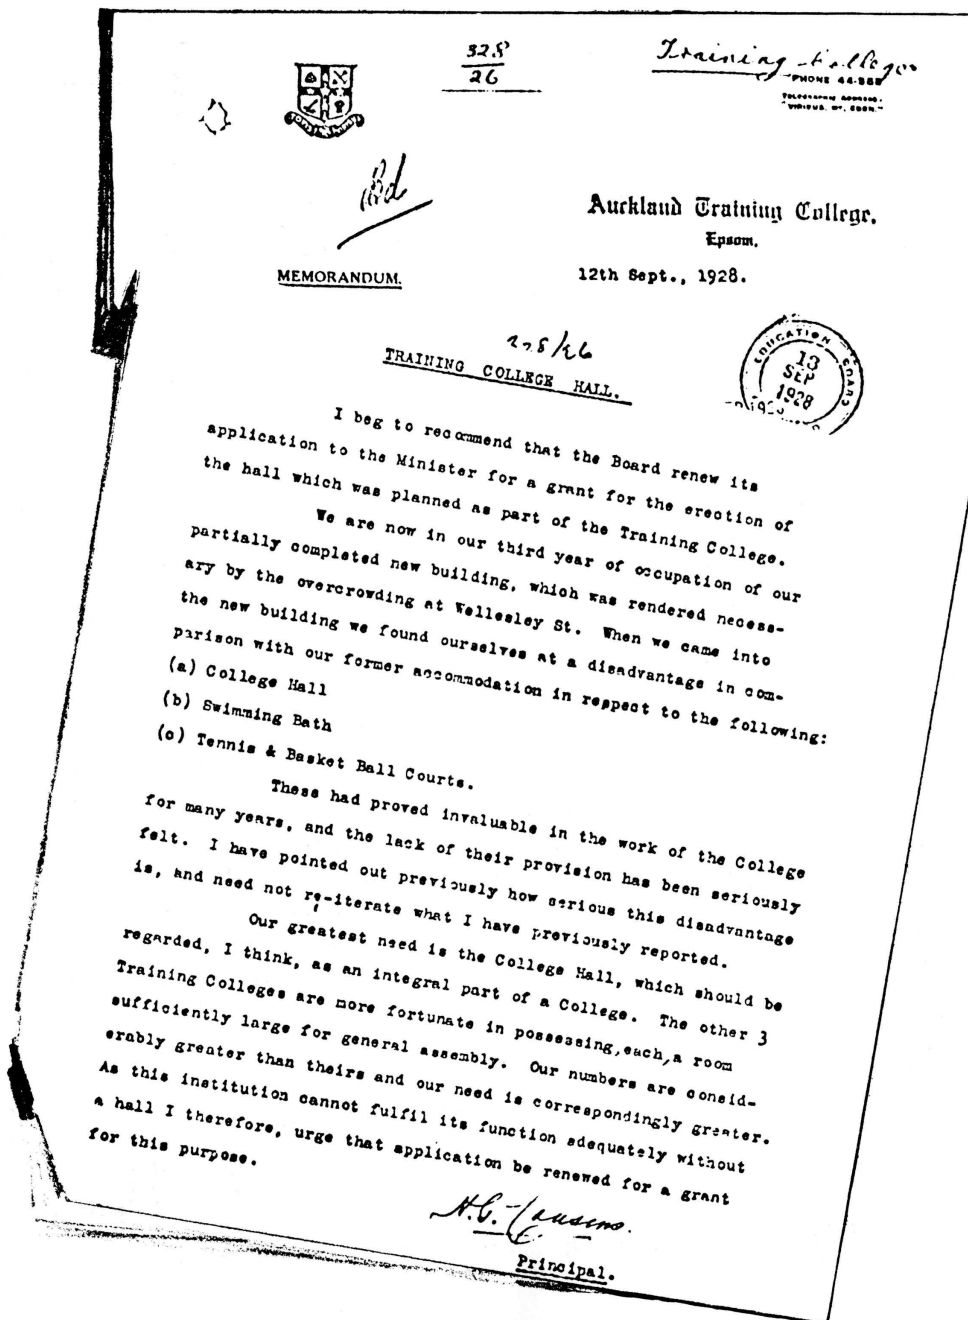 328
26
Training College
PHONE 44-
TELEGRAPHIC ADDRESS.
Auckland Training College.
Epsom.
MEMORANDUM.
12th Sept., 1928.
EDUCATION BOARD
13
SEP
1928
TRAINING COLLEGE HALL.
I beg to recommend that the Board renew its
application to the Minister for a grant for the erection of
the hall which was planned as part of the Training College.
We are now in our third year of occupation of our
partially completed new building, which was rendered necess-
ary by the overcrowding at Wellesley St. When we came into
the new building we found ourselves at a disadvantage in com-
parison with our former accommodation in respect to the following:
(a) College Hall
(b) Swimming Bath
(c) Tennis & Basket Ball Courts.
These had proved invaluable in the work of the College
for many years, and the lack of their provision has been seriously
felt. I have pointed out previously how serious this disadvantage
is, and need not re-iterate what I have previously reported.
Our greatest need is the College Hall, which should be
regarded, I think, as an integral part of a College. The other 3
Training Colleges are more fortunate in possessing, each, a room
sufficiently large for general assembly. Our numbers are consid-
erably greater than theirs and our need is correspondingly greater.
As this institution cannot fulfil its function adequately without
a hall I therefore, urge that application be renewed for a grant
for this purpose.
H.G. Cousins.
Principal.